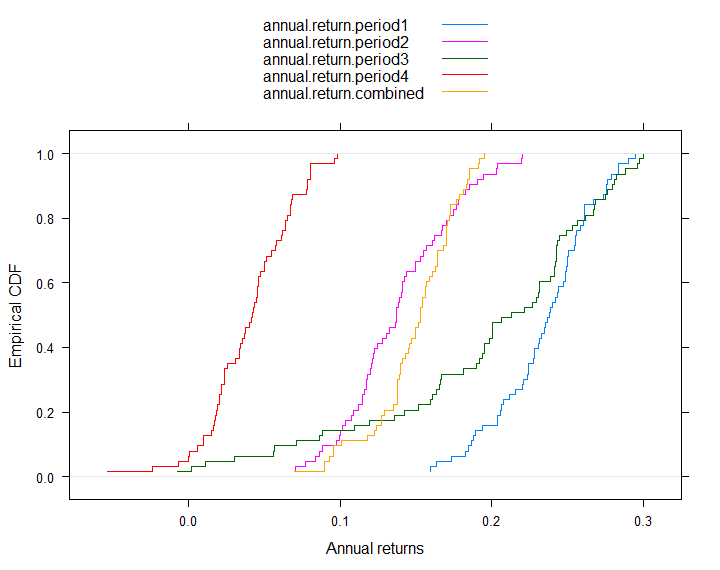 annual.return.period1
annual.return.period2
annual.return.period3
annual.return.period4
annual.return.combined
1.0
0.8
0.6
0.4
0.2
0.0
Empirical CDF
0.0 0.1 0.2 0.3
Annual returns